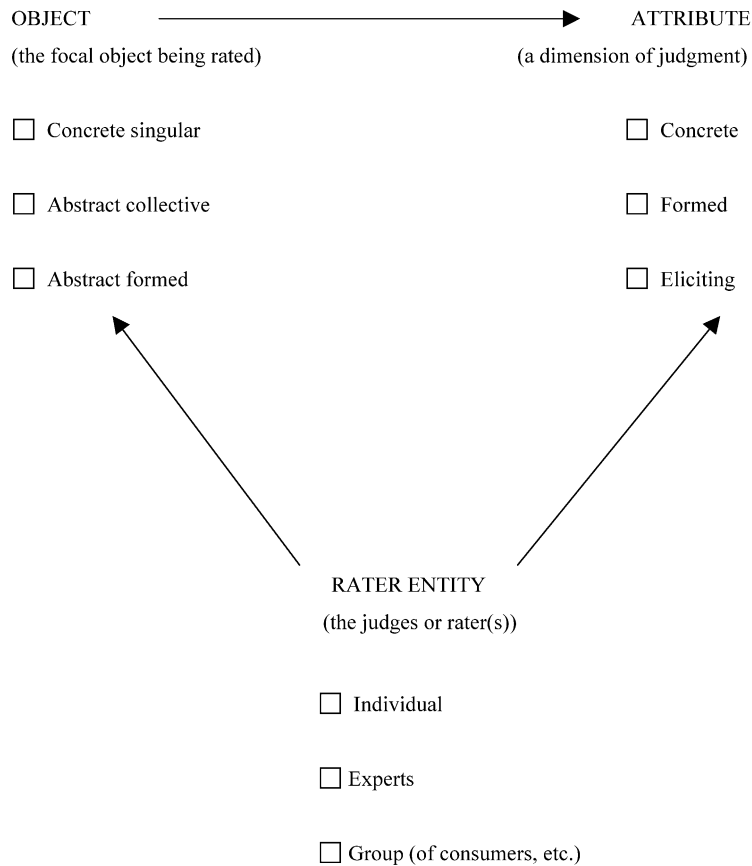 OBJECT
ATTRIBUTE
(the focal object being rated)
(a dimension of judgment)
Concrete singular
Concrete
Abstract collective
Formed
Abstract formed
Eliciting
RATER ENTITY
(the judges or rater(s))
Individual
Experts
Group (of consumers, etc.)